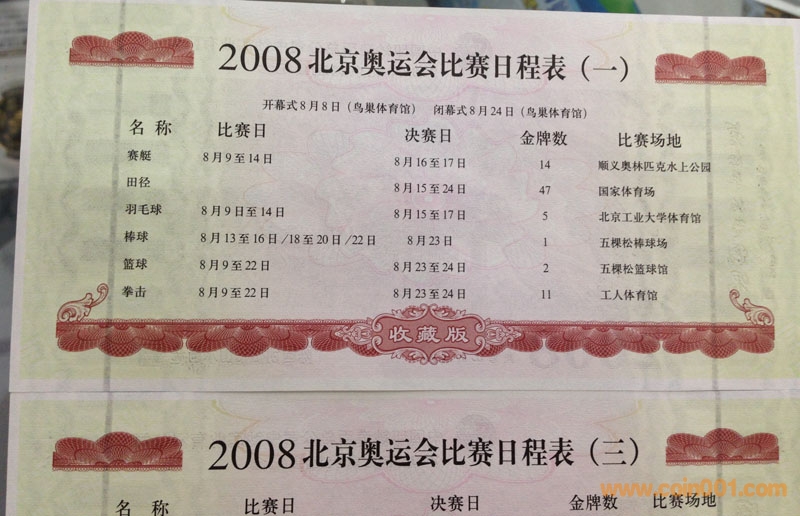 2008北京奥运会比赛日程表（一）
开幕式8月8日（鸟巢体育馆） 闭幕式8月24日（鸟巢体育馆）
名 称 比赛日 决赛日 金牌数 比赛场地
赛艇 8月9至14日 8月16至17日 14 顺义奥林匹克水上公园
田径 8月15至24日 47 国家体育场
羽毛球 8月9日至14日 8月15至17日 5 北京工业大学体育馆
棒球 8月13至16日/18至20日/22日 8月23日 1 五棵松棒球场
篮球 8月9至22日 8月23至24日 2 五棵松篮球馆
拳击 8月9至22日 8月23至24日 11 工人体育馆
收藏版
2008北京奥运会比赛日程表（三）
名 称 比赛日 决赛日 金牌数 比赛场地
www.coin001.com